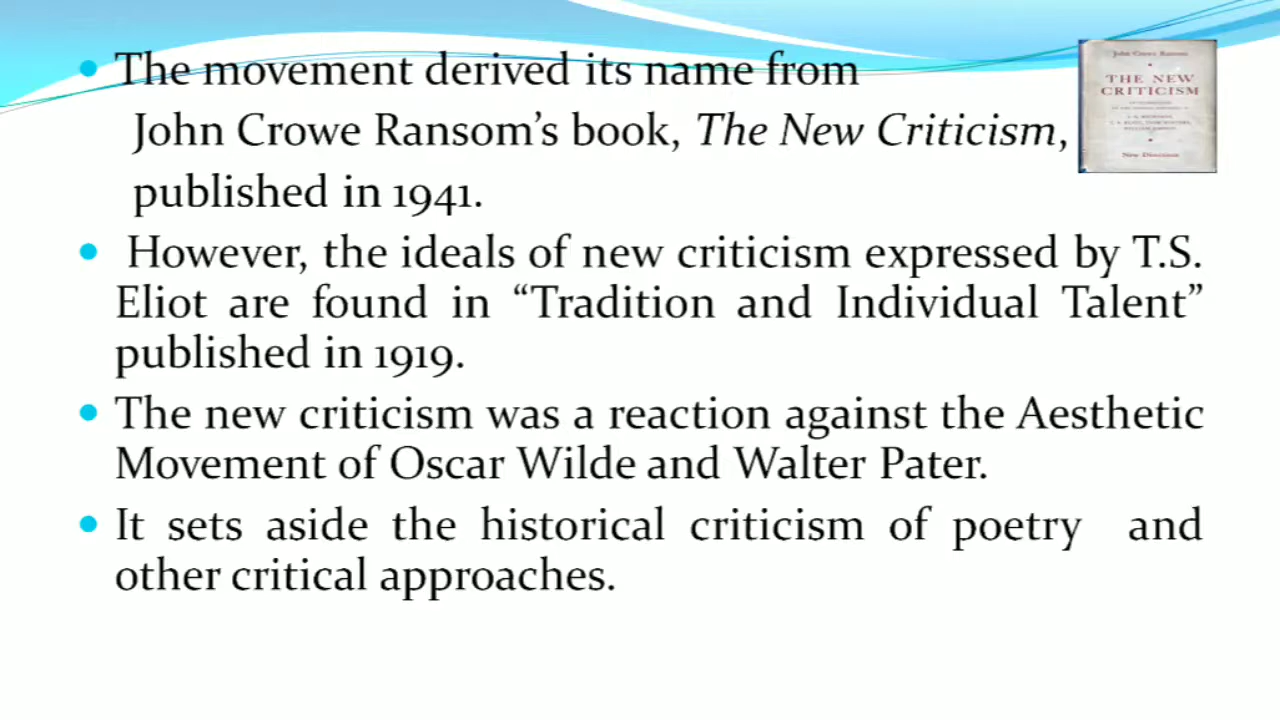 • The movement derived its name from
John Crowe Ransom’s book, The New Criticism,
published in 1941.
• However, the ideals of new criticism expressed by T.S.
Eliot are found in “Tradition and Individual Talent”
published in 1919.
• The new criticism was a reaction against the Aesthetic
Movement of Oscar Wilde and Walter Pater.
• It sets aside the historical criticism of poetry and
other critical approaches.
John Crowe Ransom
THE NEW
CRITICISM
New Directions